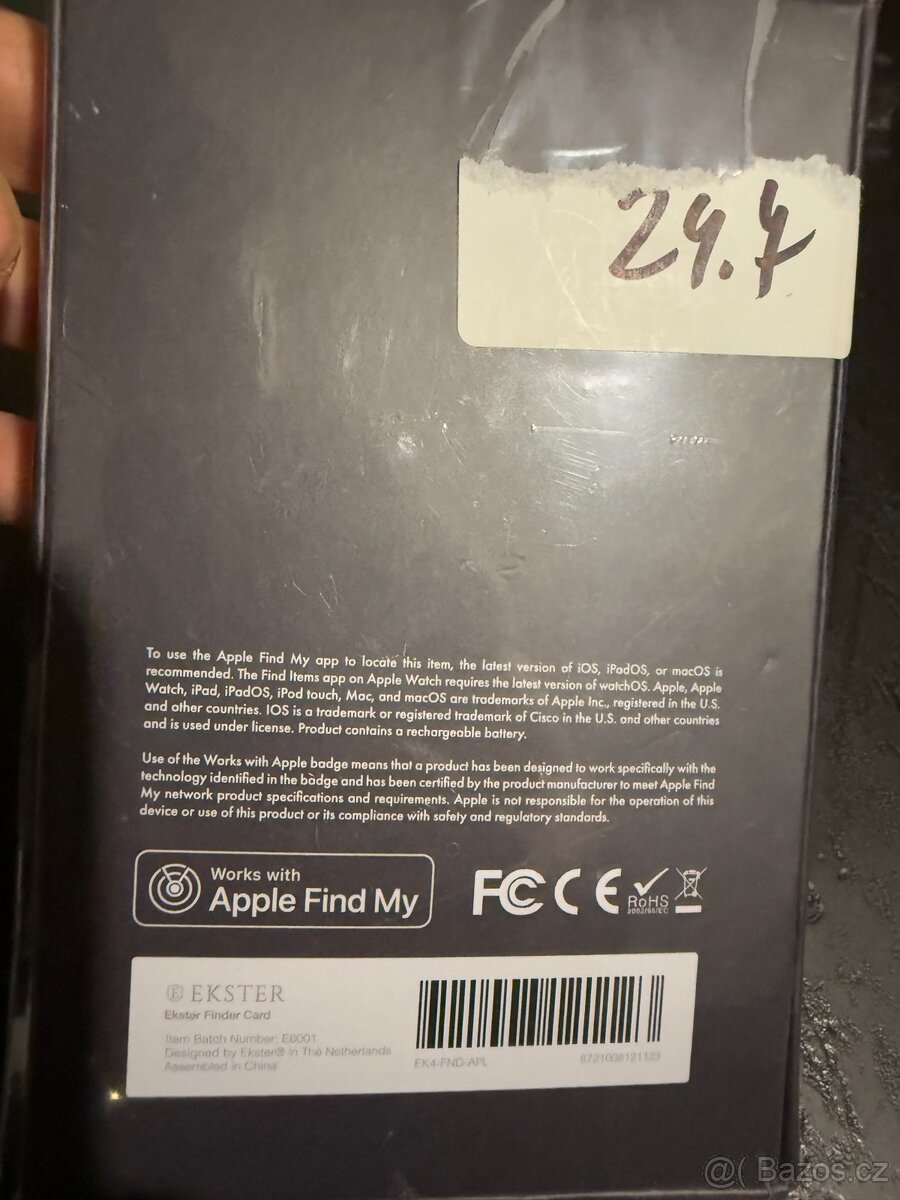 24.4
To use the Apple Find My app to locate this item, the latest version of iOS, iPadOS, or macOS is
recommended. The Find Items app on Apple Watch requires the latest version of watchOS. Apple, Apple
Watch, iPad, iPadOS, iPod touch, Mac, and macOS are trademarks of Apple Inc., registered in the U.S.
and other countries. IOS is a trademark or registered trademark of Cisco in the U.S. and other countries
and is used under license. Product contains a rechargeable battery.
Use of the Works with Apple badge means that a product has been designed to work specifically with the
technology identified in the badge and has been certified by the product manufacturer to meet Apple Find
My network product specifications and requirements. Apple is not responsible for the operation of this
device or use of this product or its compliance with safety and regulatory standards.
Works with
Apple Find My
FC CE
RoHS
2002/95/EC
EKSTER
Ekster Finder Card
Item Batch Number: E6001
Designed by Ekster® in The Netherlands
Assembled in China
EK4-FND-APL
8721008121123
@( Bazos.cz